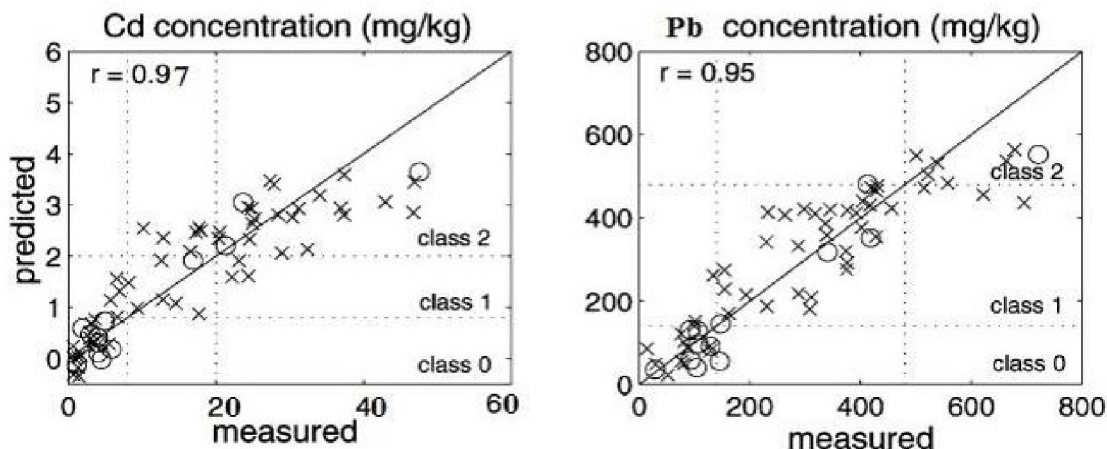 Cd concentration (mg/kg)
6
5
4
3
2
1
0
predicted
r = 0.97
class 2
class 1
class 0
0
20
40
60
measured
Pb concentration (mg/kg)
800
600
400
200
0
r = 0.95
class 2
class 1
class 0
0
200
400
600
800
measured